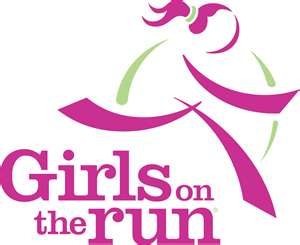 Girls on
the run®